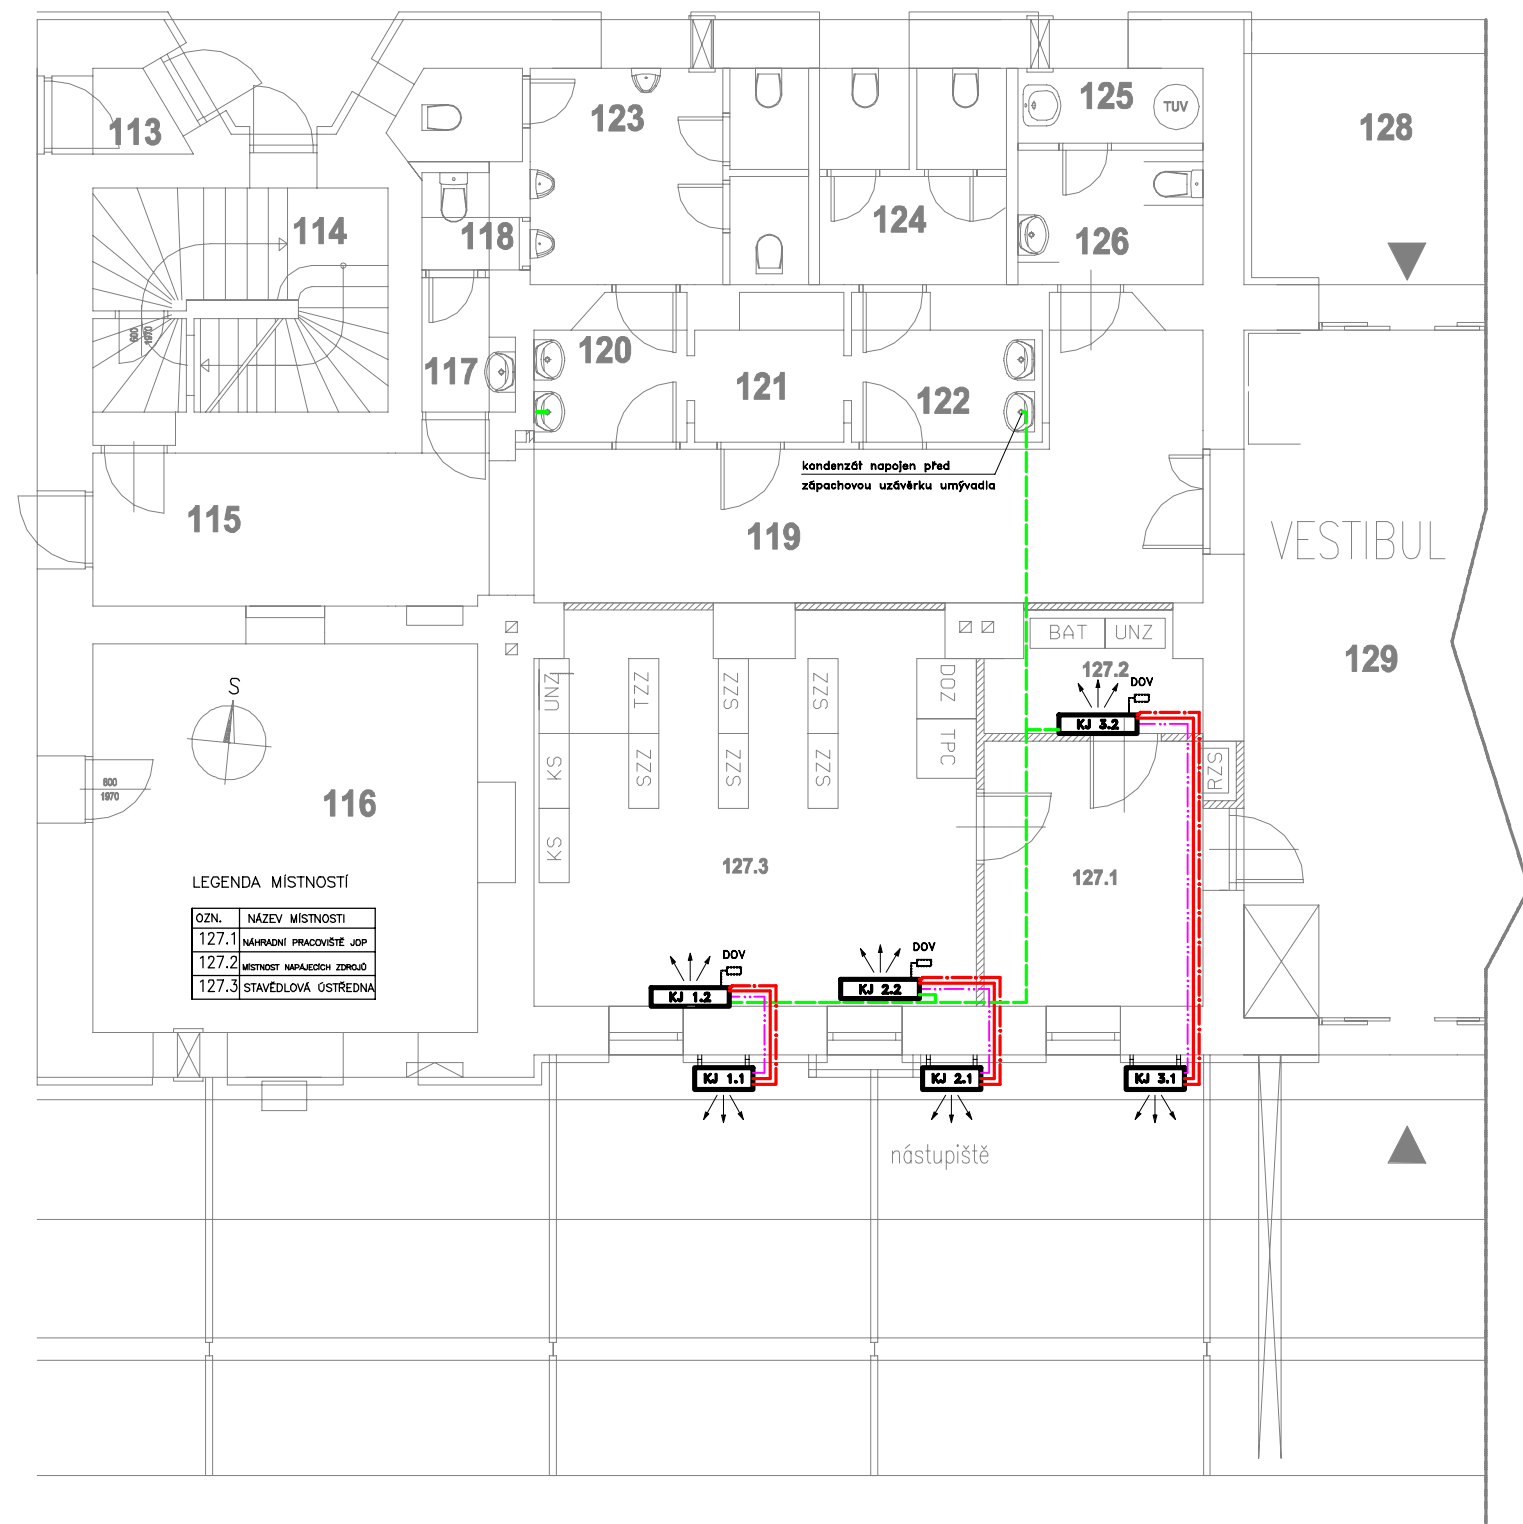 113
123
TUV
125
128
114
118
124
126
600
1970
120
117
121
122
kondenzát napojen před
zápachovou uzávěrku umývadla
115
119
VESTIBUL
BAT
UNZ
129
127.2
S
UNZ
TZZ
SZZ
SZZ
DOZ
DOV
KJ 3.2
KS
SZZ
SZZ
SZZ
TPC
RZS
600
1970
116
KS
127.3
127.1
LEGENDA MÍSTNOSTÍ
OZN. NÁZEV MÍSTNOSTI
127.1 NÁHRADNÍ PRACOVIŠTĚ JOP
127.2 MÍSTNOST NAPÁJECÍCH ZDROJŮ
127.3 STAVĚDLOVÁ ÚSTŘEDNA
DOV
DOV
KJ 1.2
KJ 2.2
KJ 1.1
KJ 2.1
KJ 3.1
nástupiště